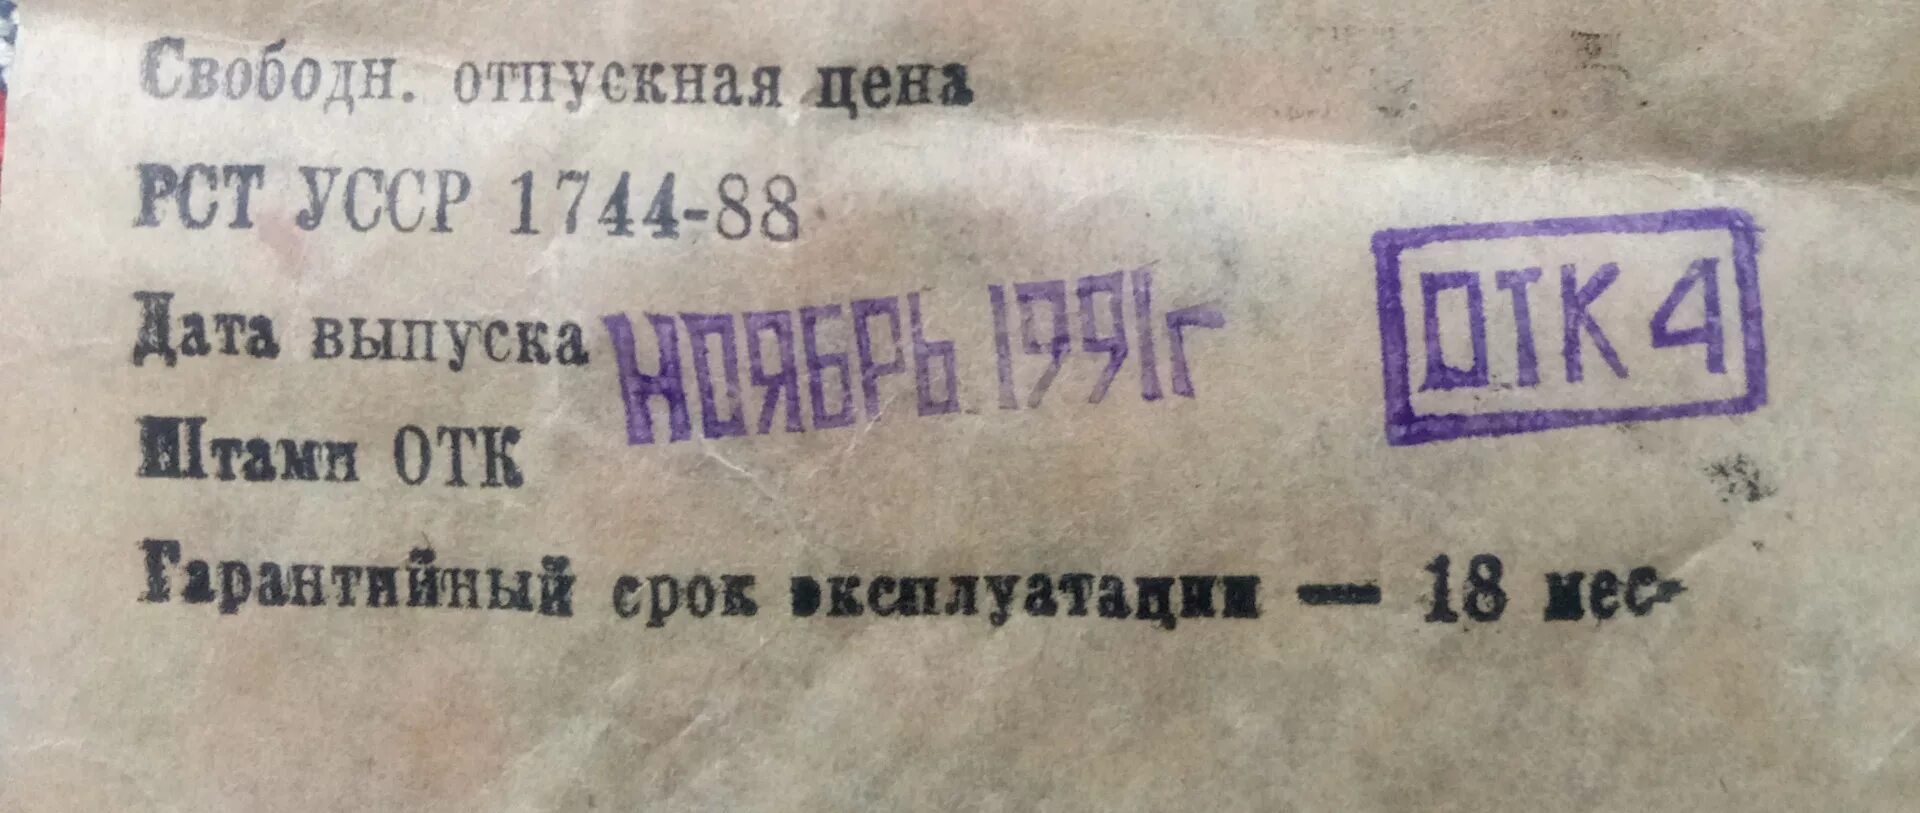 Свободн. отпускная цена
РСТ УССР 1744-88
Дата выпуска НОЯБРЬ 1991г
ОТК 4
Штамп ОТК
Гарантийный срок эксплуатации — 18 мес.